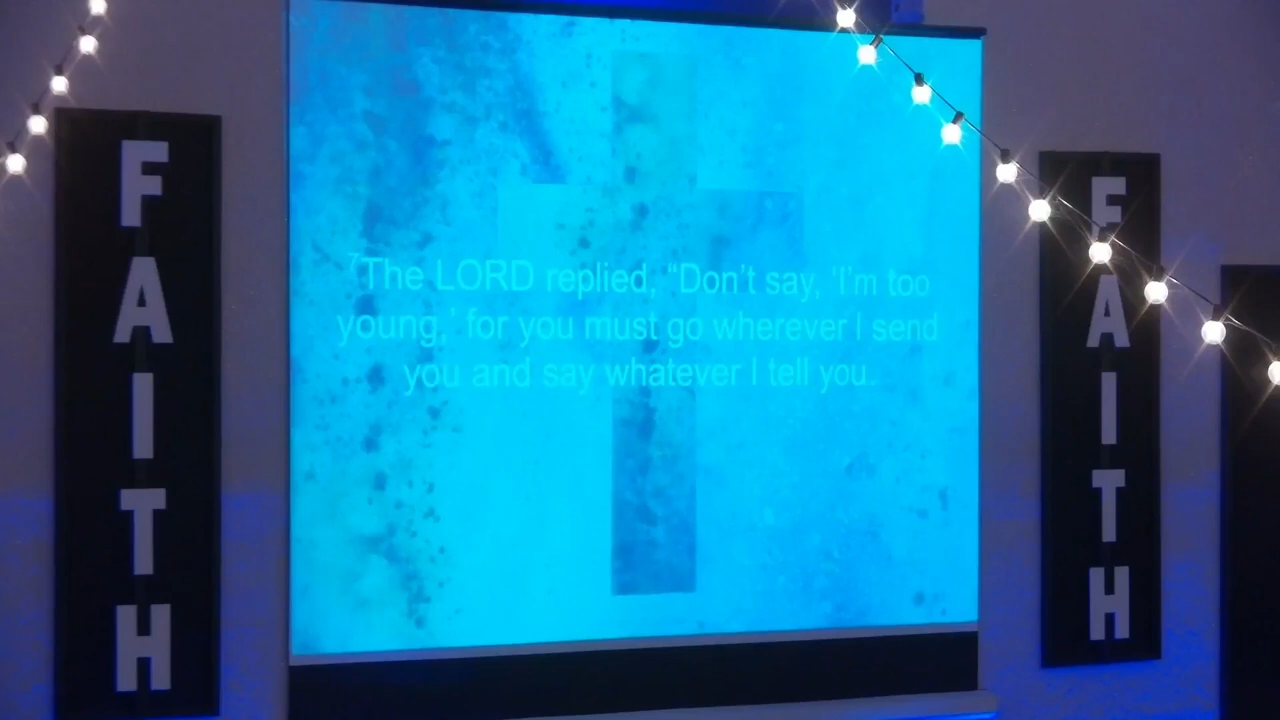 FAITH
⁷The LORD replied, “Don’t say, ‘I’m too
young,’ for you must go wherever I send
you and say whatever I tell you.
FAITH